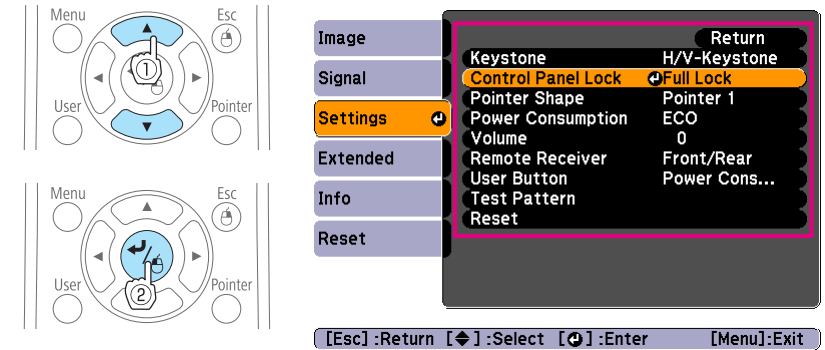 Menu
Esc
1
User
Pointer
Menu
Esc
2
User
Pointer
Image
Signal
Settings
Extended
Info
Reset
Return
Keystone H/V-Keystone
Control Panel Lock Full Lock
Pointer Shape Pointer 1
Power Consumption ECO
Volume 0
Remote Receiver Front/Rear
User Button Power Cons...
Test Pattern
Reset
[Esc] :Return [◆] :Select [⏎] :Enter [Menu]:Exit